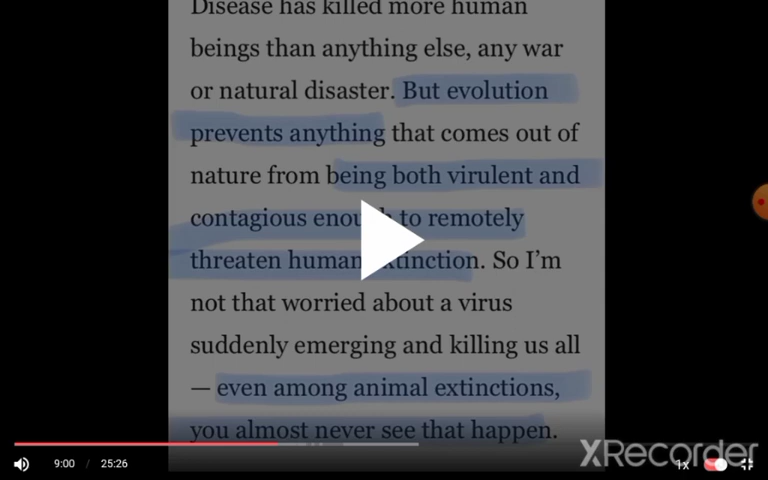 Disease has killed more human
beings than anything else, any war
or natural disaster. But evolution
prevents anything that comes out of
nature from being both virulent and
contagious enough to remotely
threaten human extinction. So I'm
not that worried about a virus
suddenly emerging and killing us all
— even among animal extinctions,
you almost never see that happen.
XRecorder
9:00 / 25:26
1x